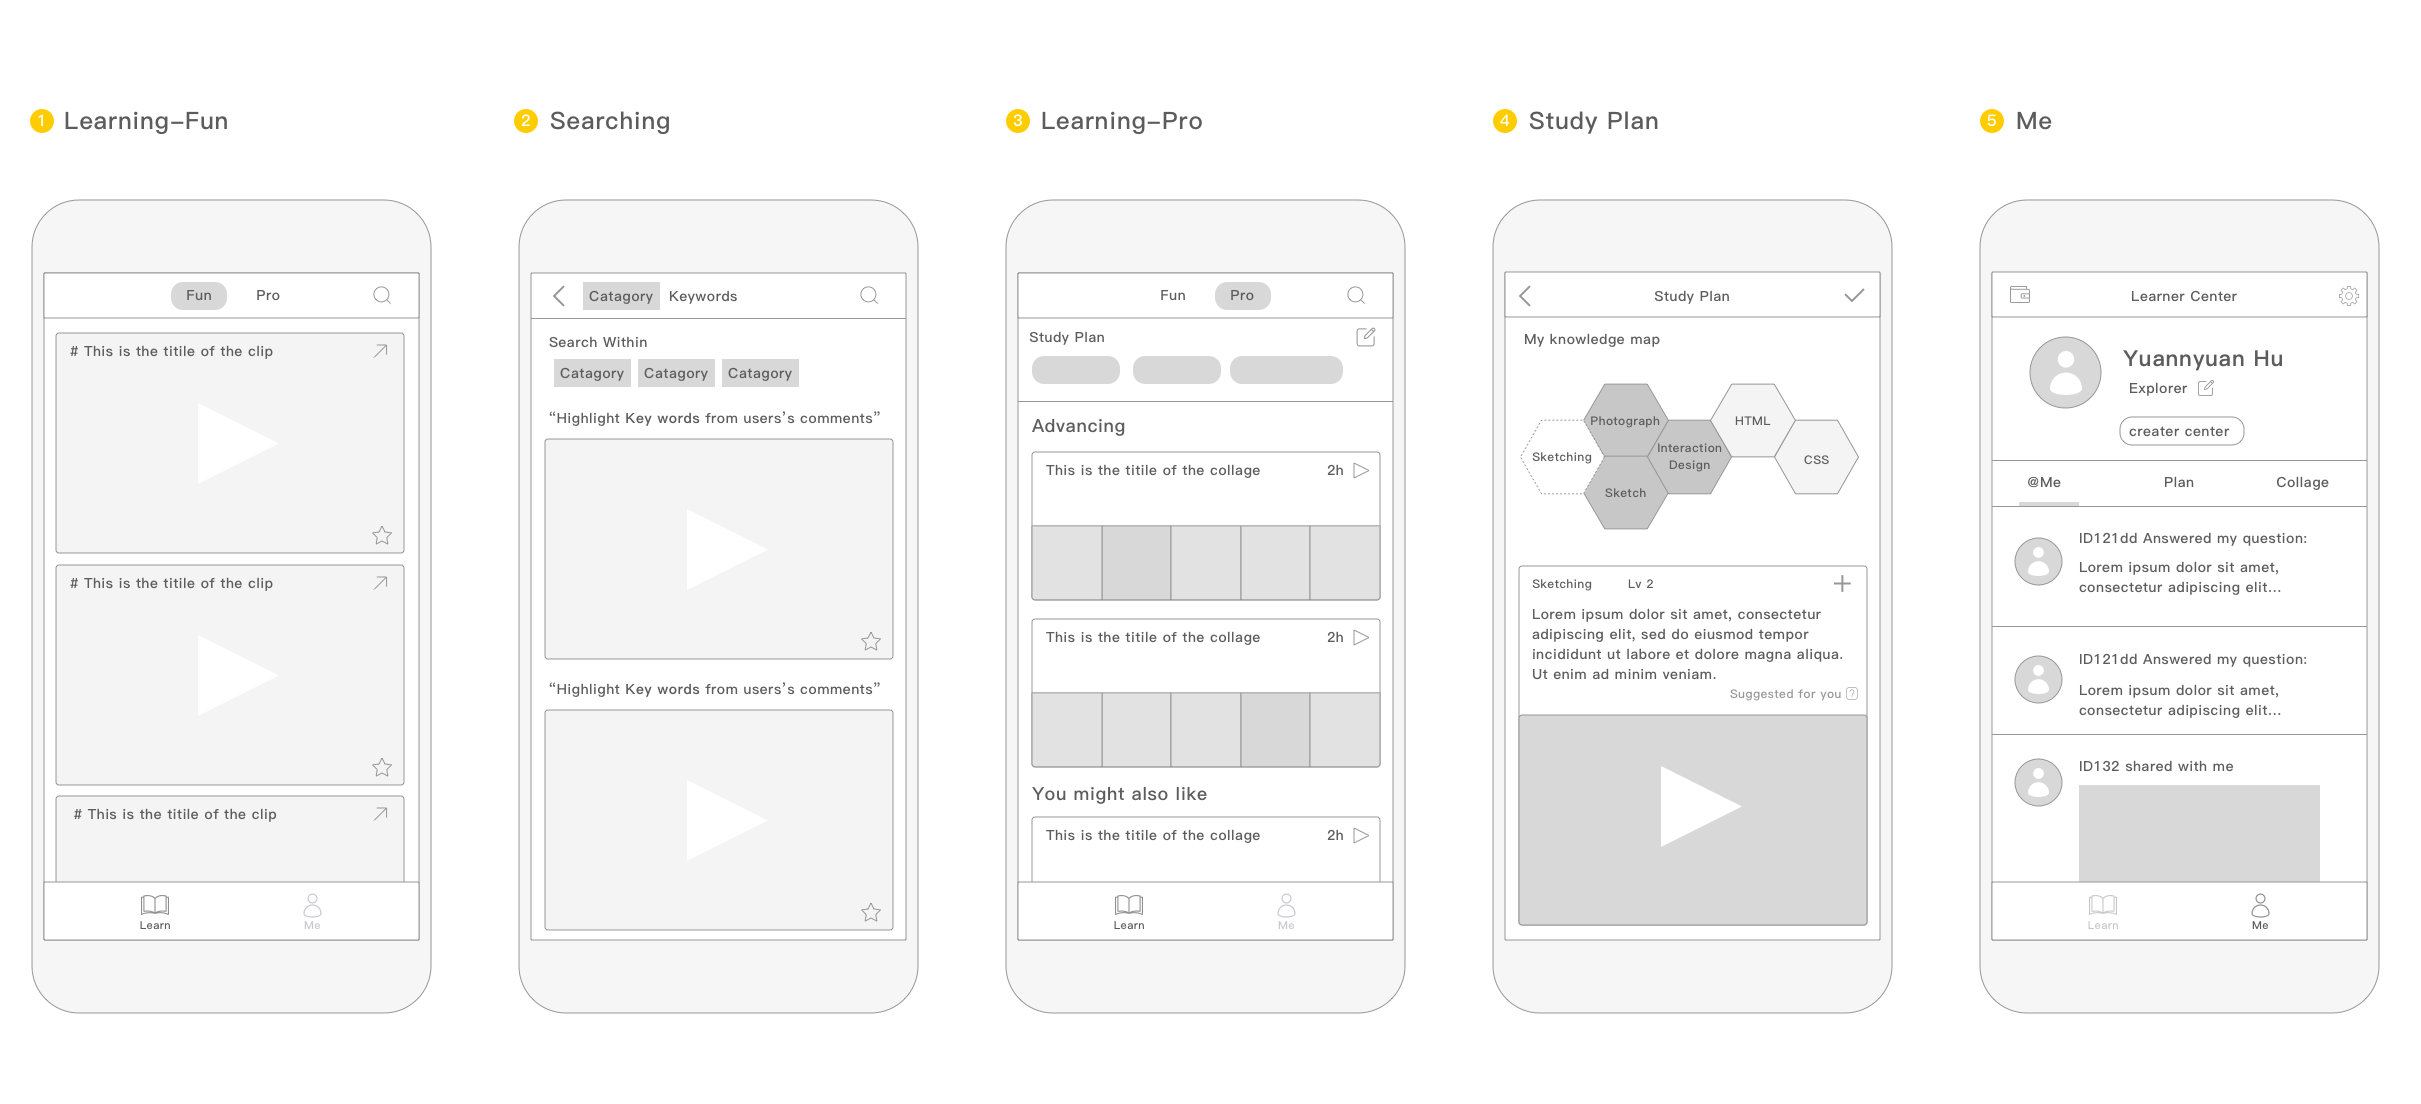 1 Learning–Fun
Fun Pro
# This is the titile of the clip
# This is the titile of the clip
# This is the titile of the clip
Learn Me
2 Searching
Catagory Keywords
Search Within
Catagory Catagory Catagory
“Highlight Key words from users’s comments”
“Highlight Key words from users’s comments”
3 Learning–Pro
Fun Pro
Study Plan
Advancing
This is the titile of the collage 2h
This is the titile of the collage 2h
You might also like
This is the titile of the collage 2h
Learn Me
4 Study Plan
Study Plan
My knowledge map
Photograph
HTML
Sketching
Interaction
Design
CSS
Sketch
Sketching Lv 2
Lorem ipsum dolor sit amet, consectetur
adipiscing elit, sed do eiusmod tempor
incididunt ut labore et dolore magna aliqua.
Ut enim ad minim veniam.
Suggested for you ?
5 Me
Learner Center
Yuannyuan Hu
Explorer
creater center
@Me Plan Collage
ID121dd Answered my question:
Lorem ipsum dolor sit amet,
consectetur adipiscing elit...
ID121dd Answered my question:
Lorem ipsum dolor sit amet,
consectetur adipiscing elit...
ID132 shared with me
Learn Me